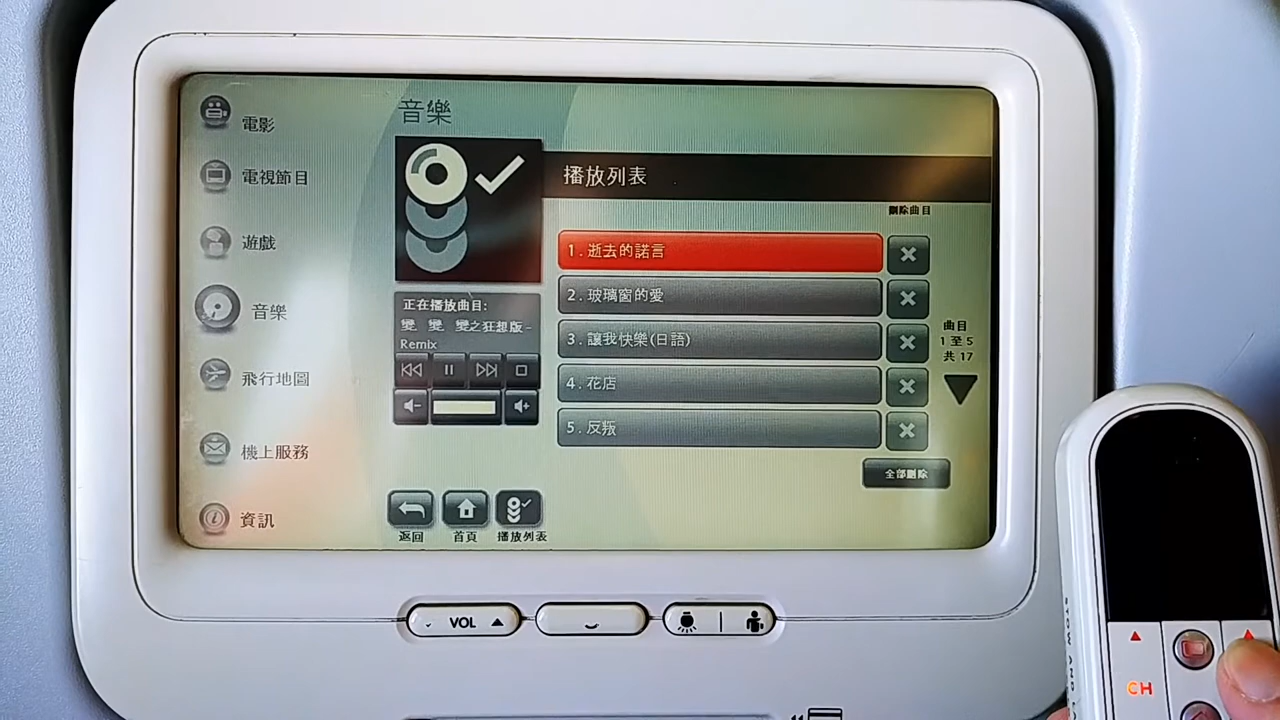 電影
電視節目
遊戲
音樂
飛行地圖
機上服務
資訊
音樂
播放列表
刪除曲目
1. 逝去的諾言
2. 玻璃窗的愛
3. 讓我快樂(日語)
4. 花店
5. 反叛
正在播放曲目:
變 變 變之狂想版 -
Remix
曲目
1 至 5
共 17
全部刪除
返回
首頁
播放列表
VOL
CH
STOW AND